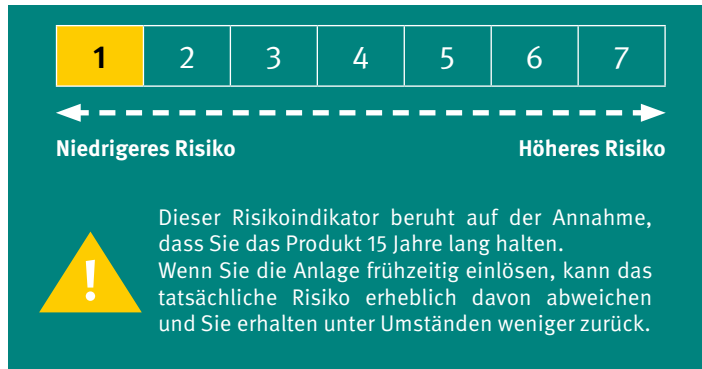 1 2 3 4 5 6 7
Niedrigeres Risiko Höheres Risiko
Dieser Risikoindikator beruht auf der Annahme,
dass Sie das Produkt 15 Jahre lang halten.
Wenn Sie die Anlage frühzeitig einlösen, kann das
tatsächliche Risiko erheblich davon abweichen
und Sie erhalten unter Umständen weniger zurück.
!